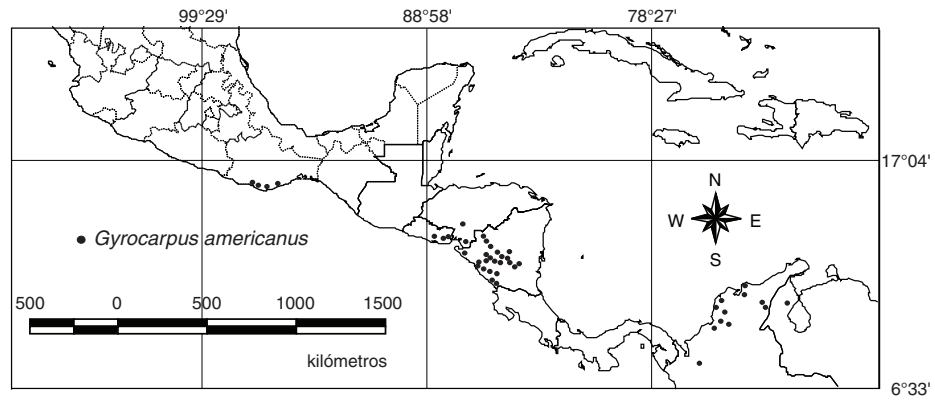 99°29' 88°58' 78°27'
17°04'
N
W E
S
Gyrocarpus americanus
500 0 500 1000 1500
kilómetros
6°33'